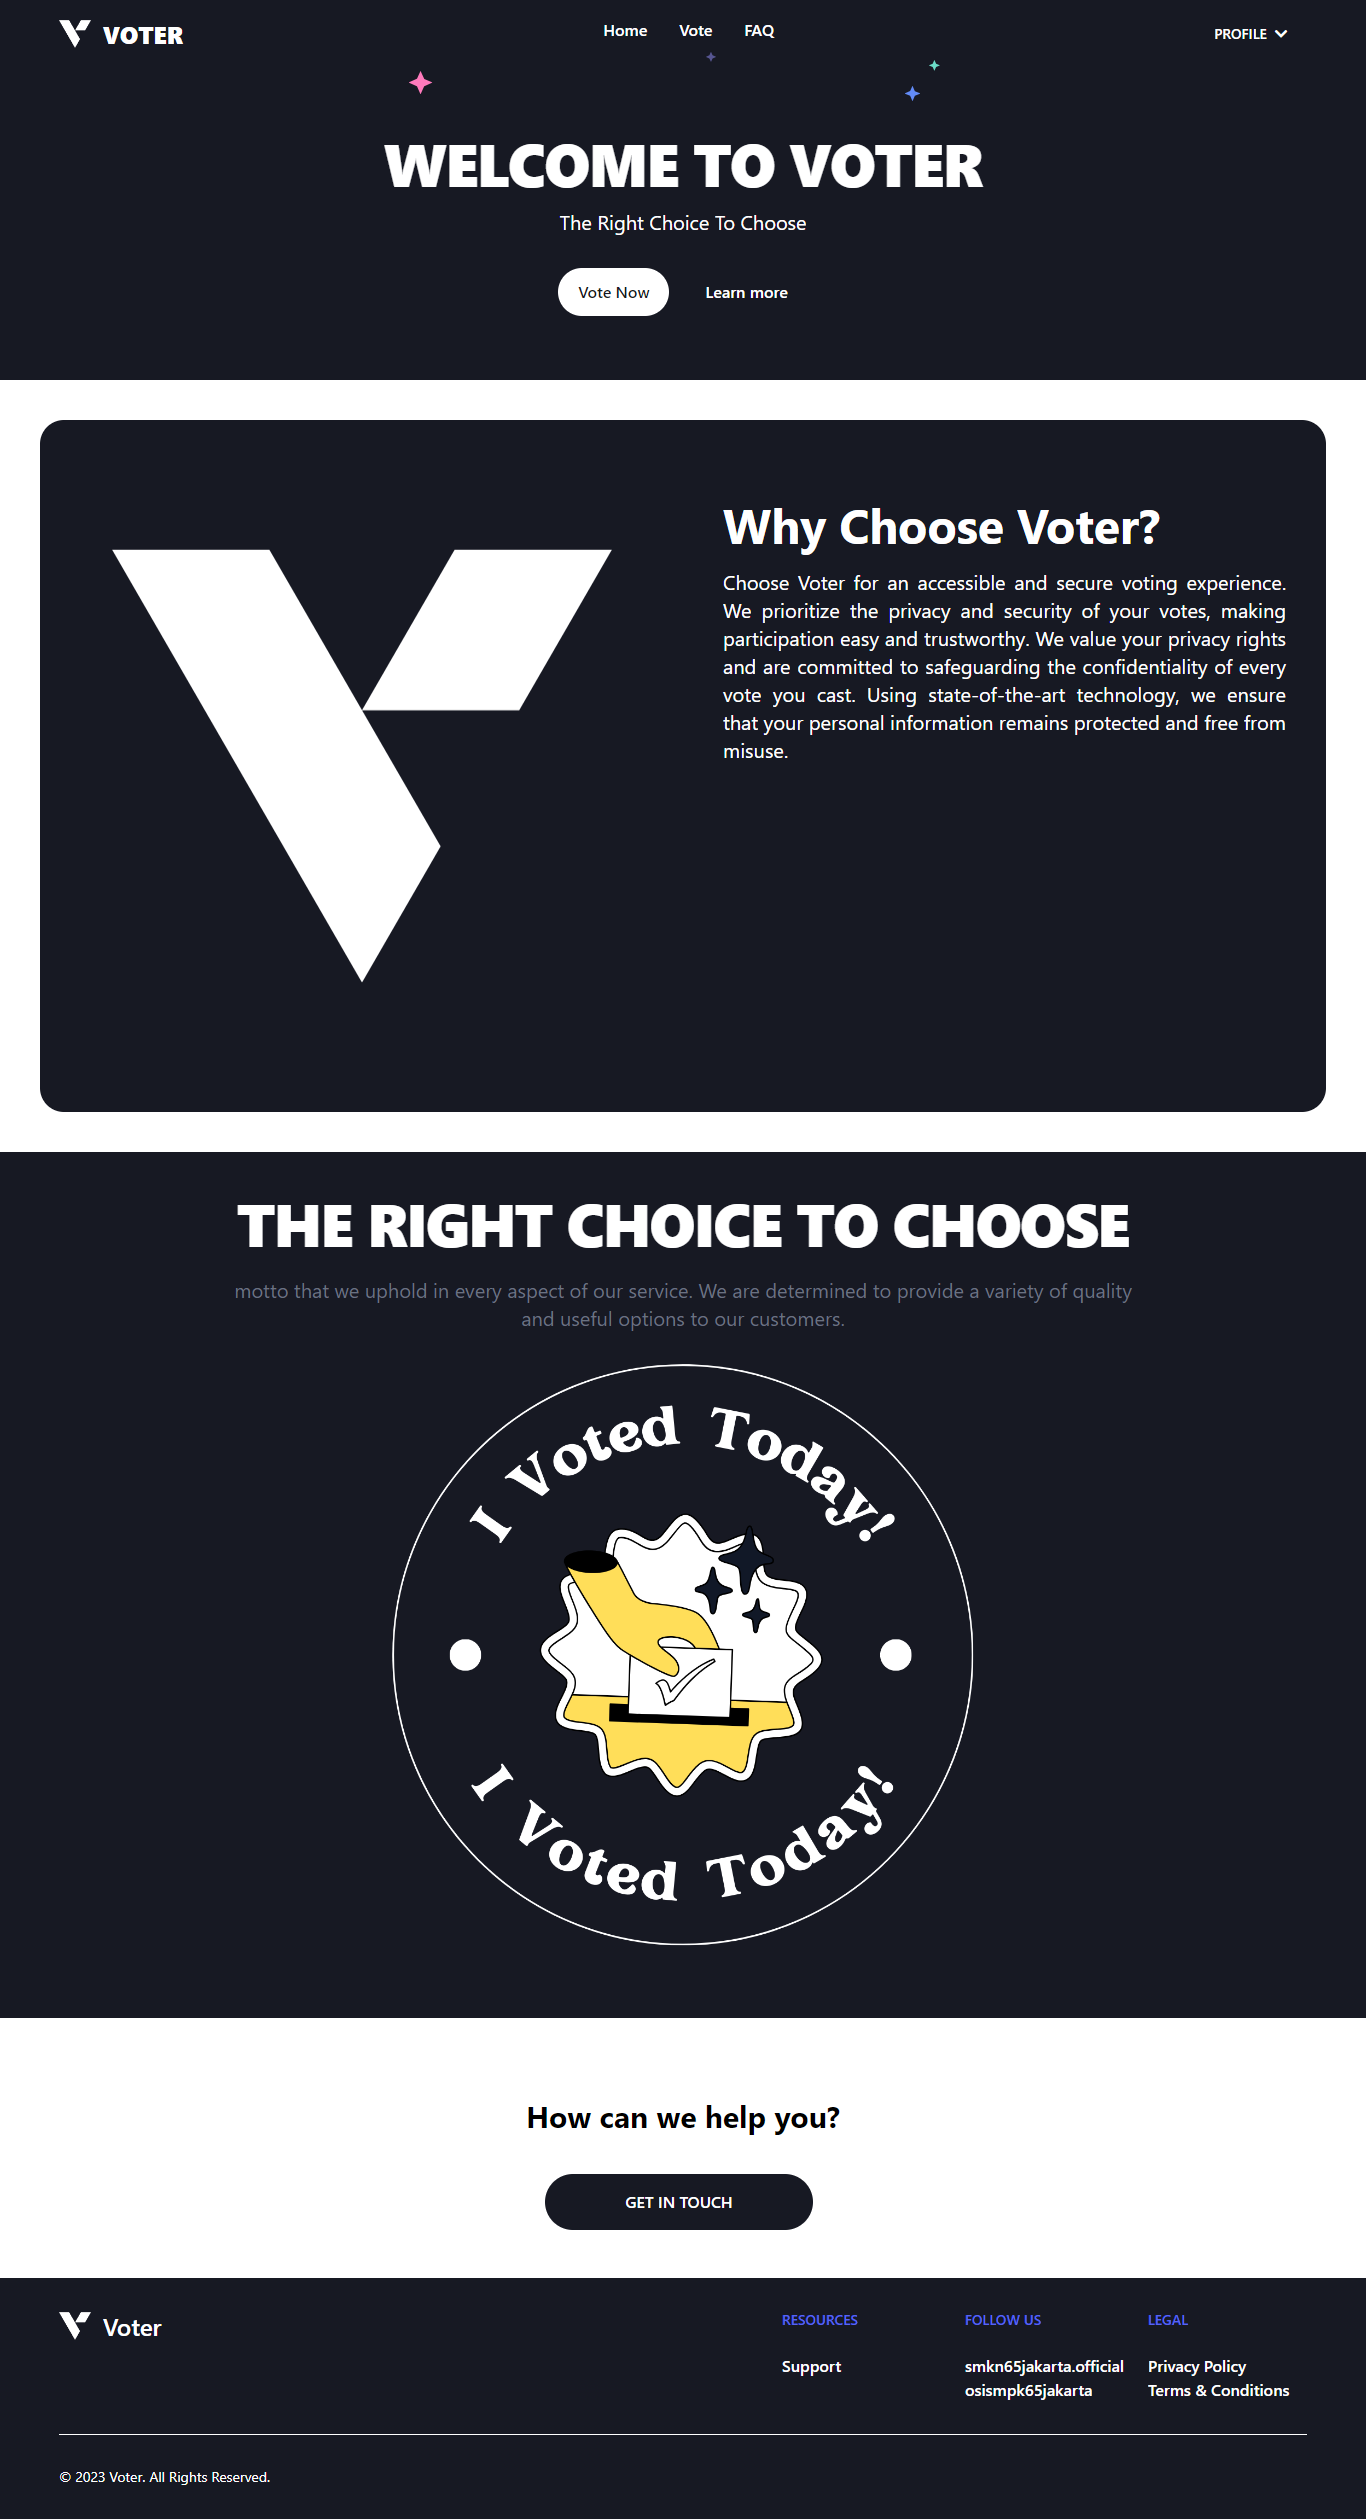 VOTER
Home
Vote
FAQ
PROFILE
WELCOME TO VOTER
The Right Choice To Choose
Vote Now
Learn more
Why Choose Voter?
Choose Voter for an accessible and secure voting experience.
We prioritize the privacy and security of your votes, making
participation easy and trustworthy. We value your privacy rights
and are committed to safeguarding the confidentiality of every
vote you cast. Using state-of-the-art technology, we ensure
that your personal information remains protected and free from
misuse.
THE RIGHT CHOICE TO CHOOSE
motto that we uphold in every aspect of our service. We are determined to provide a variety of quality
and useful options to our customers.
I Voted Today!
I Voted Today!
How can we help you?
GET IN TOUCH
Voter
RESOURCES
Support
FOLLOW US
smkn65jakarta.official
osismpk65jakarta
LEGAL
Privacy Policy
Terms & Conditions
© 2023 Voter. All Rights Reserved.